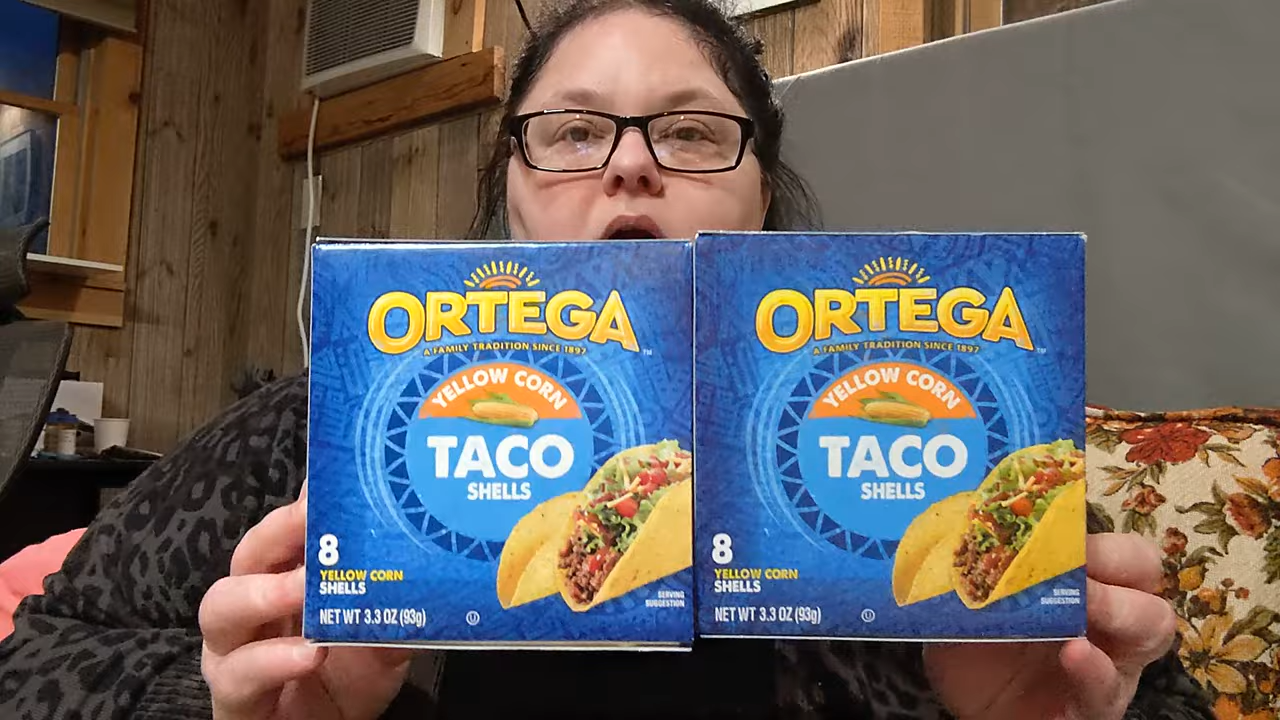 ORTEGA
A FAMILY TRADITION SINCE 1897
TM
YELLOW CORN
TACO
SHELLS
8
YELLOW CORN
SHELLS
NET WT 3.3 OZ (93g)
U
SERVING
SUGGESTION
ORTEGA
A FAMILY TRADITION SINCE 1897
TM
YELLOW CORN
TACO
SHELLS
8
YELLOW CORN
SHELLS
NET WT 3.3 OZ (93g)
U
SERVING
SUGGESTION